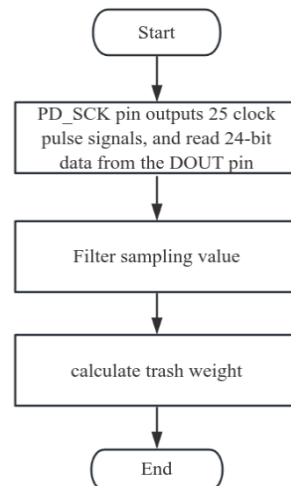 Start
PD_SCK pin outputs 25 clock
pulse signals, and read 24-bit
data from the DOUT pin
Filter sampling value
calculate trash weight
End